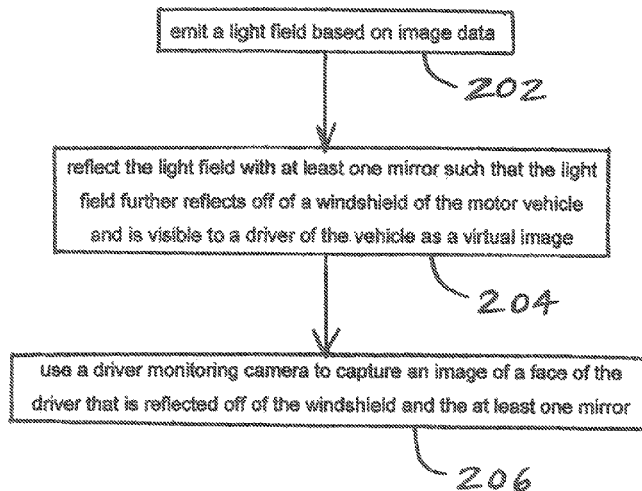 emit a light field based on image data
202
reflect the light field with at least one mirror such that the light
field further reflects off of a windshield of the motor vehicle
and is visible to a driver of the vehicle as a virtual image
204
use a driver monitoring camera to capture an image of a face of the
driver that is reflected off of the windshield and the at least one mirror
206